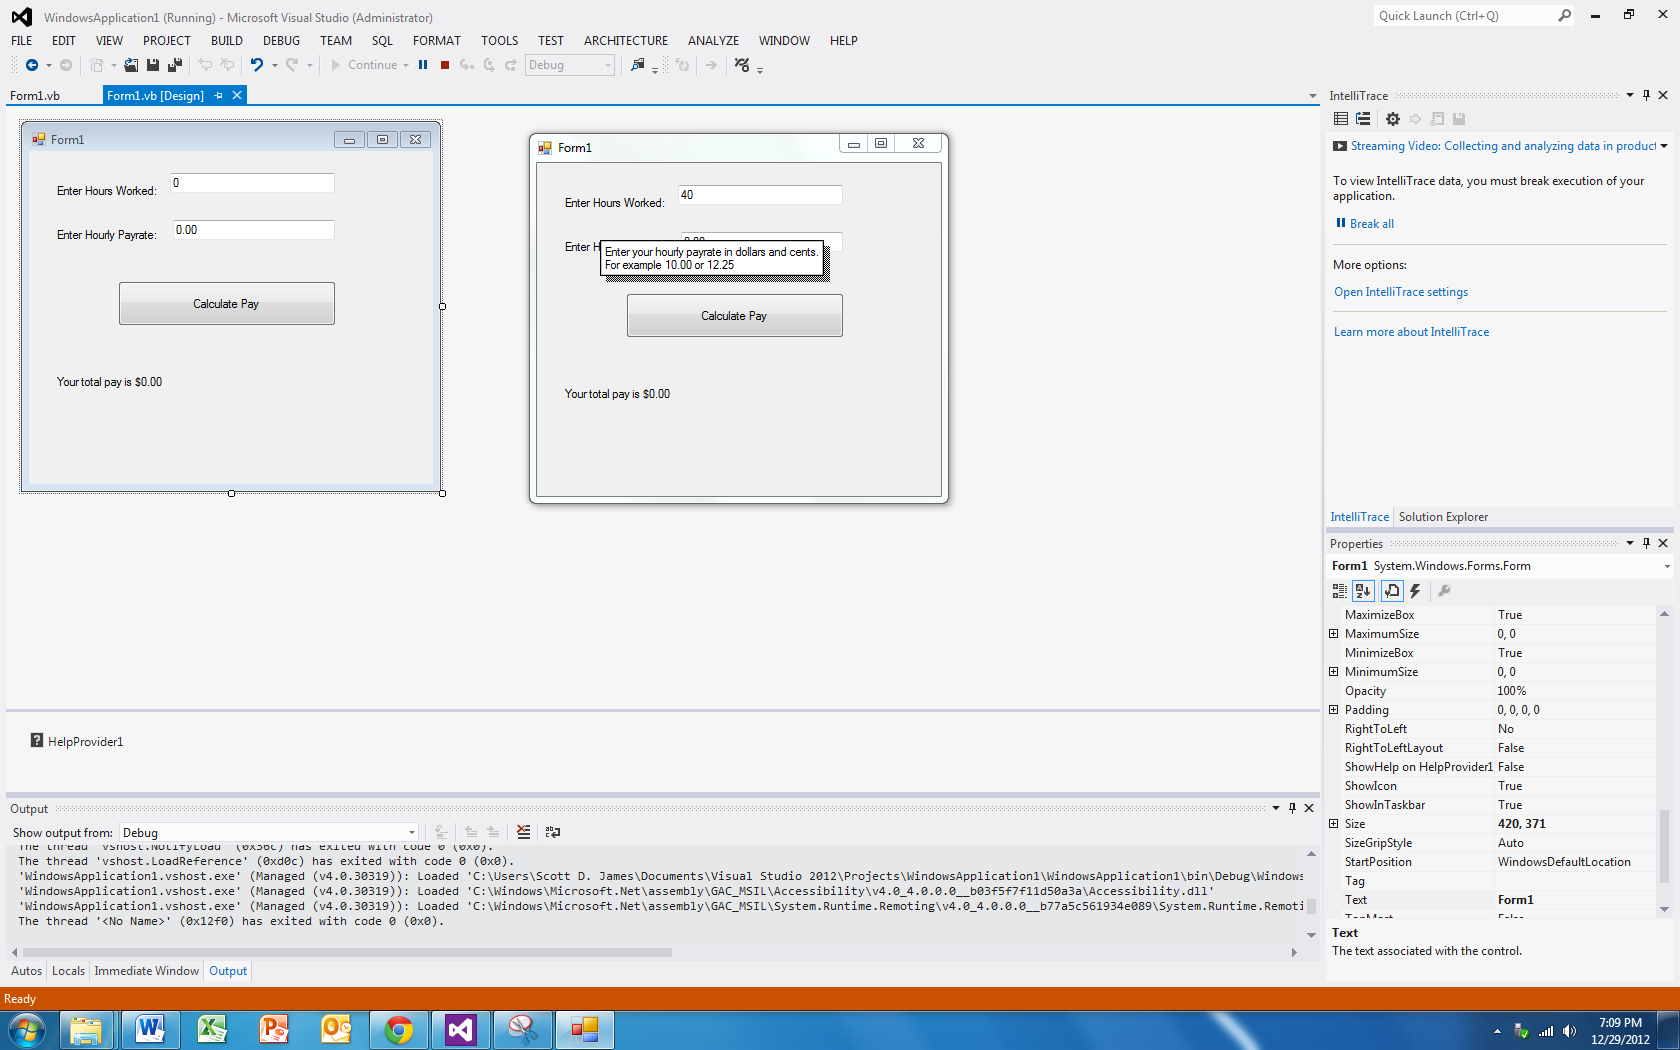 WindowsApplication1 (Running) - Microsoft Visual Studio (Administrator)
Quick Launch (Ctrl+Q)
FILE EDIT VIEW PROJECT BUILD DEBUG TEAM SQL FORMAT TOOLS TEST ARCHITECTURE ANALYZE WINDOW HELP
Continue Debug
Form1.vb
Form1.vb [Design]
Form1
Enter Hours Worked: 0
Enter Hourly Payrate: 0.00
Calculate Pay
Your total pay is $0.00
Form1
Enter Hours Worked: 40
Enter H
Enter your hourly payrate in dollars and cents.
For example 10.00 or 12.25
Calculate Pay
Your total pay is $0.00
HelpProvider1
IntelliTrace
Streaming Video: Collecting and analyzing data in product
To view IntelliTrace data, you must break execution of your
application.
Break all
More options:
Open IntelliTrace settings
Learn more about IntelliTrace
IntelliTrace Solution Explorer
Properties
Form1 System.Windows.Forms.Form
MaximizeBox True
MaximumSize 0, 0
MinimizeBox True
MinimumSize 0, 0
Opacity 100%
Padding 0, 0, 0, 0
RightToLeft No
RightToLeftLayout False
ShowHelp on HelpProvider1 False
ShowIcon True
ShowInTaskbar True
Size 420, 371
SizeGripStyle Auto
StartPosition WindowsDefaultLocation
Tag
Text Form1
Text
The text associated with the control.
Output
Show output from: Debug
The thread 'vshost.NotifyLoad' (0x36c) has exited with code 0 (0x0).
The thread 'vshost.LoadReference' (0xd0c) has exited with code 0 (0x0).
'WindowsApplication1.vshost.exe' (Managed (v4.0.30319)): Loaded 'C:\Users\Scott D. James\Documents\Visual Studio 2012\Projects\WindowsApplication1\WindowsApplication1\bin\Debug\Windows
'WindowsApplication1.vshost.exe' (Managed (v4.0.30319)): Loaded 'C:\Windows\Microsoft.Net\assembly\GAC_MSIL\Accessibility\v4.0_4.0.0.0__b03f5f7f11d50a3a\Accessibility.dll'
'WindowsApplication1.vshost.exe' (Managed (v4.0.30319)): Loaded 'C:\Windows\Microsoft.Net\assembly\GAC_MSIL\System.Runtime.Remoting\v4.0_4.0.0.0__b77a5c561934e089\System.Runtime.Remoti
The thread '<No Name>' (0x12f0) has exited with code 0 (0x0).
Autos Locals Immediate Window Output
Ready
7:09 PM
12/29/2012